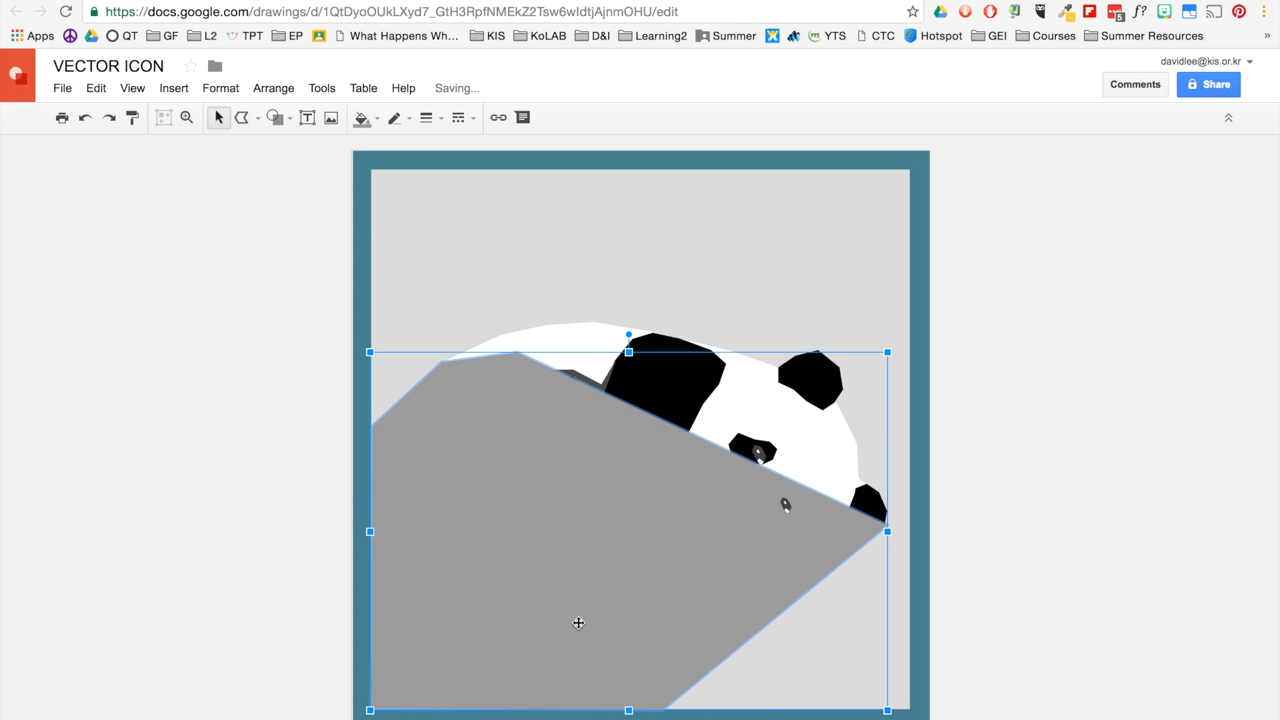 https://docs.google.com/drawings/d/1QtDyoOUkLXyd7_GtH3RpfNMEkZ2Tsw6wIdtjAjnmOHU/edit
5
f?
Apps QT GF L2 TPT EP What Happens Wh... KIS KoLAB D&I Learning2 Summer YES YTS CTC Hotspot GEI Courses Summer Resources »
VECTOR ICON
davidlee@kis.or.kr
File Edit View Insert Format Arrange Tools Table Help Saving...
Comments Share